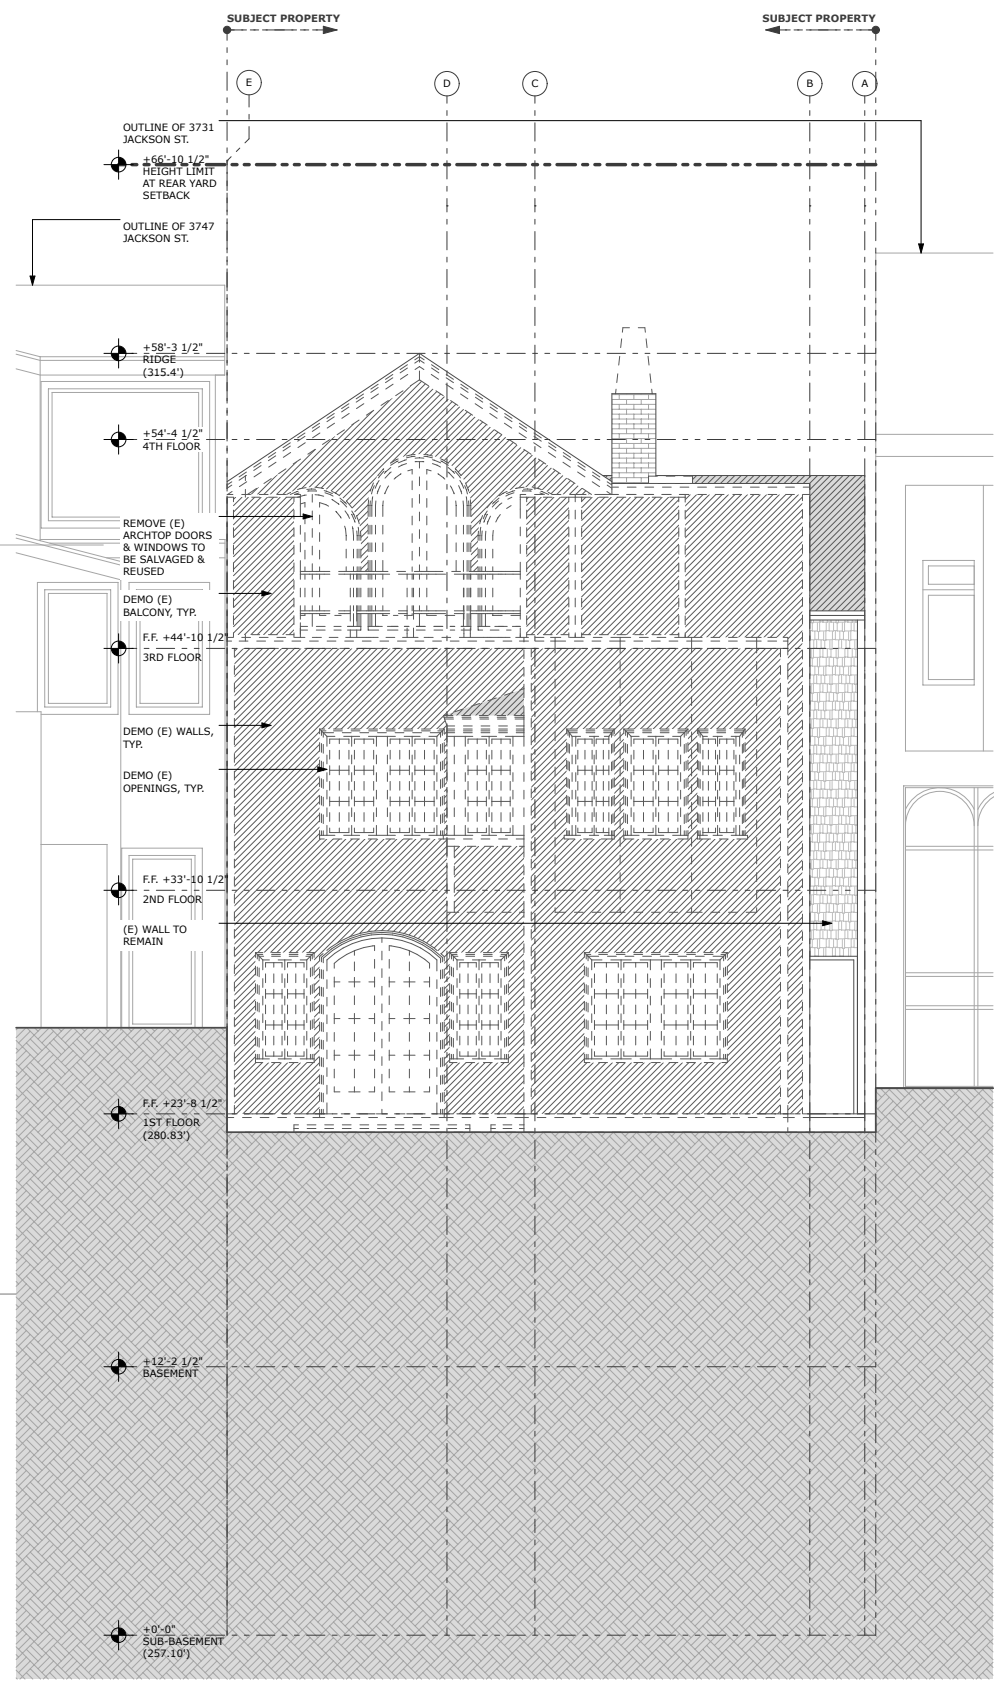 SUBJECT PROPERTY
SUBJECT PROPERTY
E
D
C
B
A
OUTLINE OF 3731
JACKSON ST.
+66'-10 1/2"
HEIGHT LIMIT
AT REAR YARD
SETBACK
OUTLINE OF 3747
JACKSON ST.
+58'-3 1/2"
RIDGE
(315.4')
+54'-4 1/2"
4TH FLOOR
REMOVE (E)
ARCHTOP DOORS
& WINDOWS TO
BE SALVAGED &
REUSED
DEMO (E)
BALCONY, TYP.
F.F. +44'-10 1/2"
3RD FLOOR
DEMO (E) WALLS,
TYP.
DEMO (E)
OPENINGS, TYP.
F.F. +33'-10 1/2"
2ND FLOOR
(E) WALL TO
REMAIN
F.F. +23'-8 1/2"
1ST FLOOR
(280.83')
+12'-2 1/2"
BASEMENT
+0'-0"
SUB-BASEMENT
(257.10')